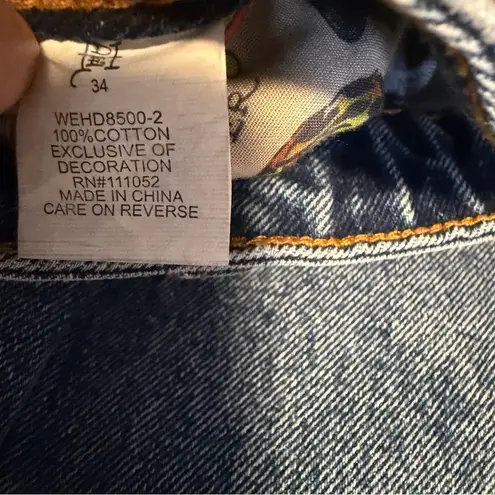 34
WEHD8500-2
100%COTTON
EXCLUSIVE OF
DECORATION
RN#111052
MADE IN CHINA
CARE ON REVERSE